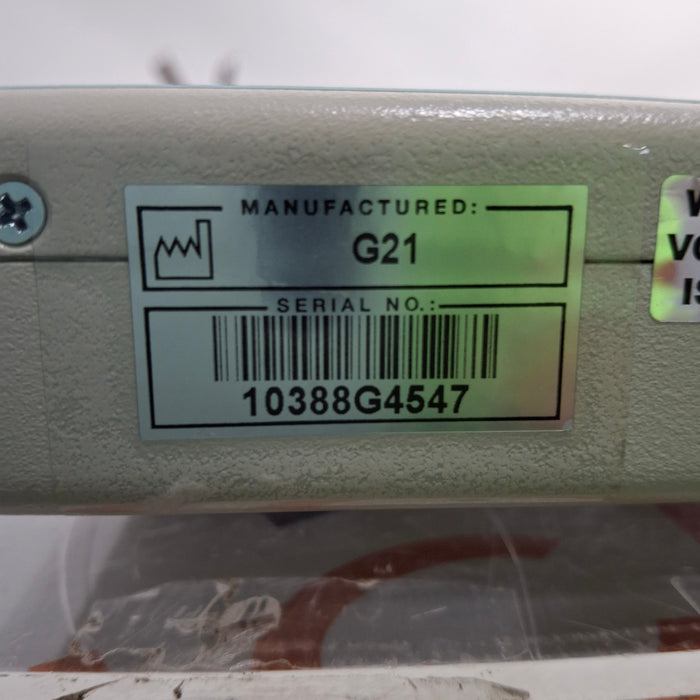 MANUFACTURED:
G21
SERIAL NO.:
10388G4547